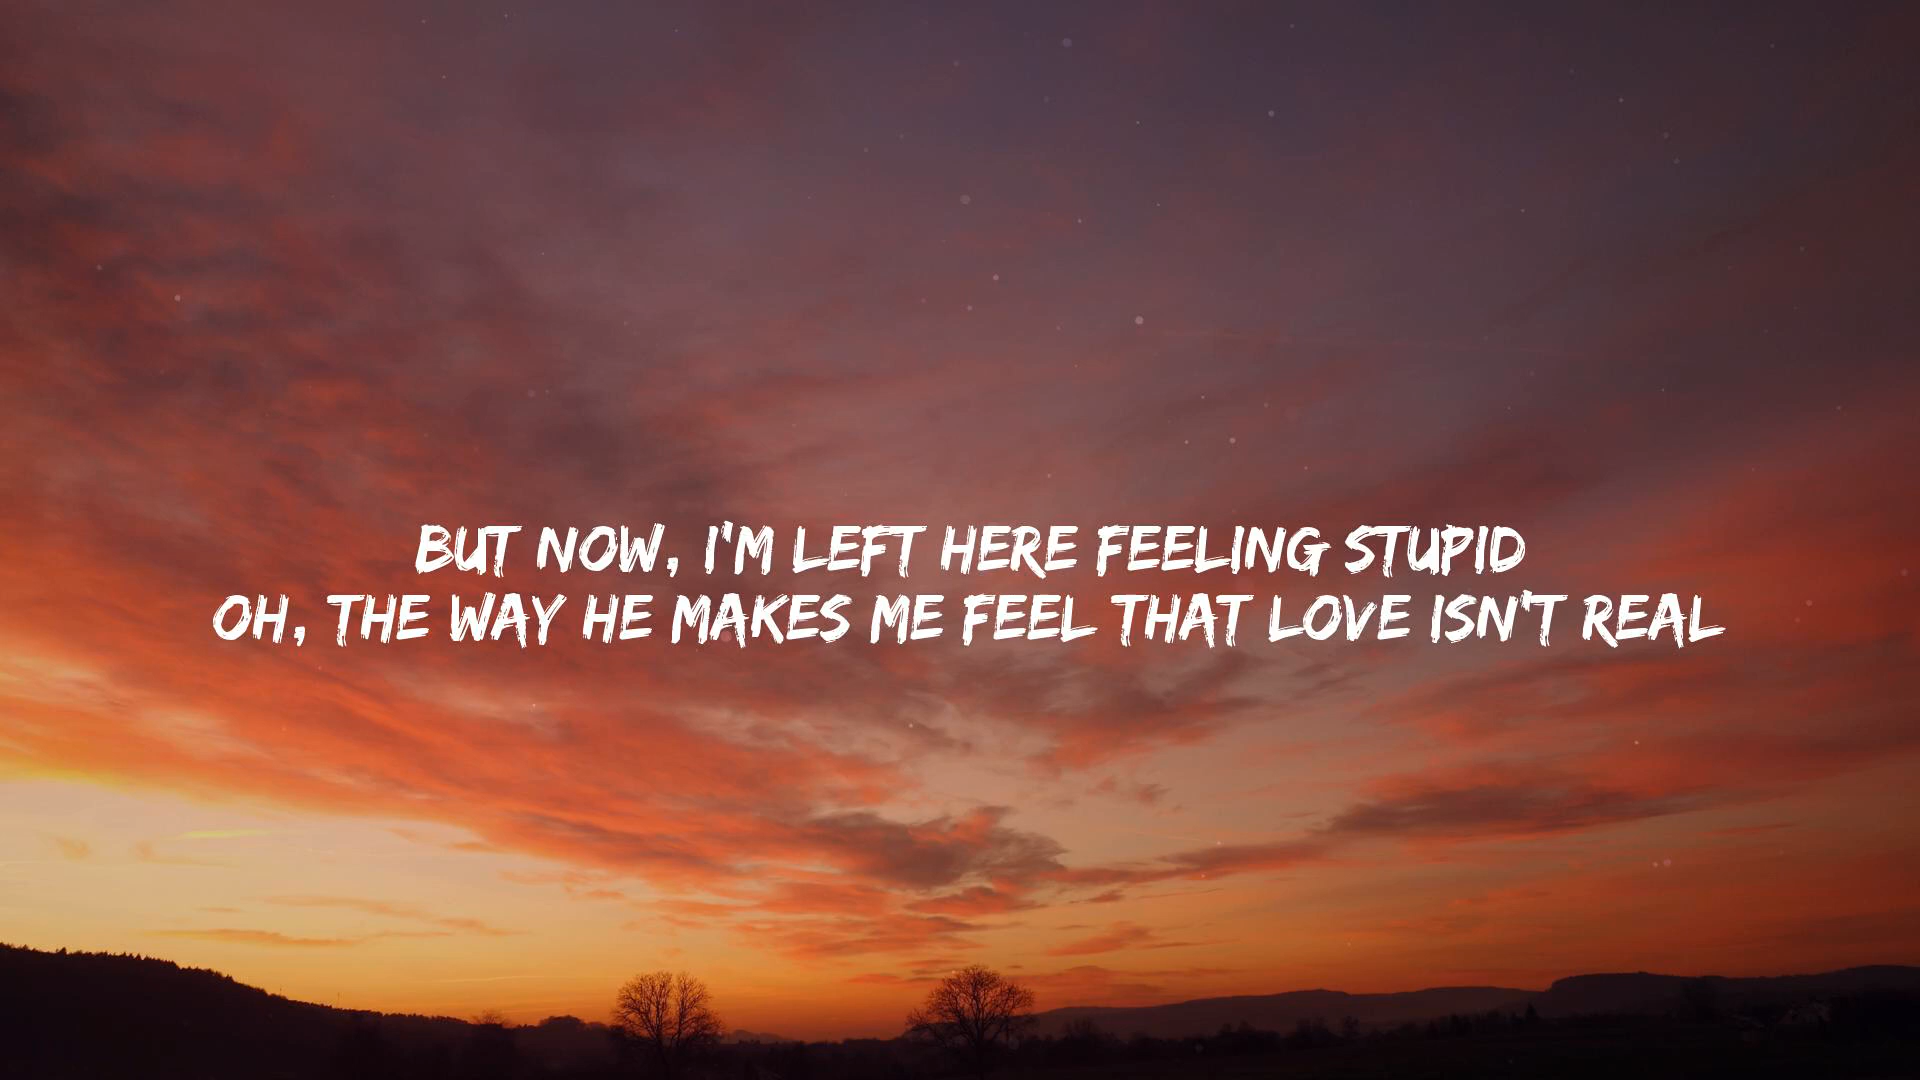 BUT NOW, I'M LEFT HERE FEELING STUPID
OH, THE WAY HE MAKES ME FEEL THAT LOVE ISN'T REAL